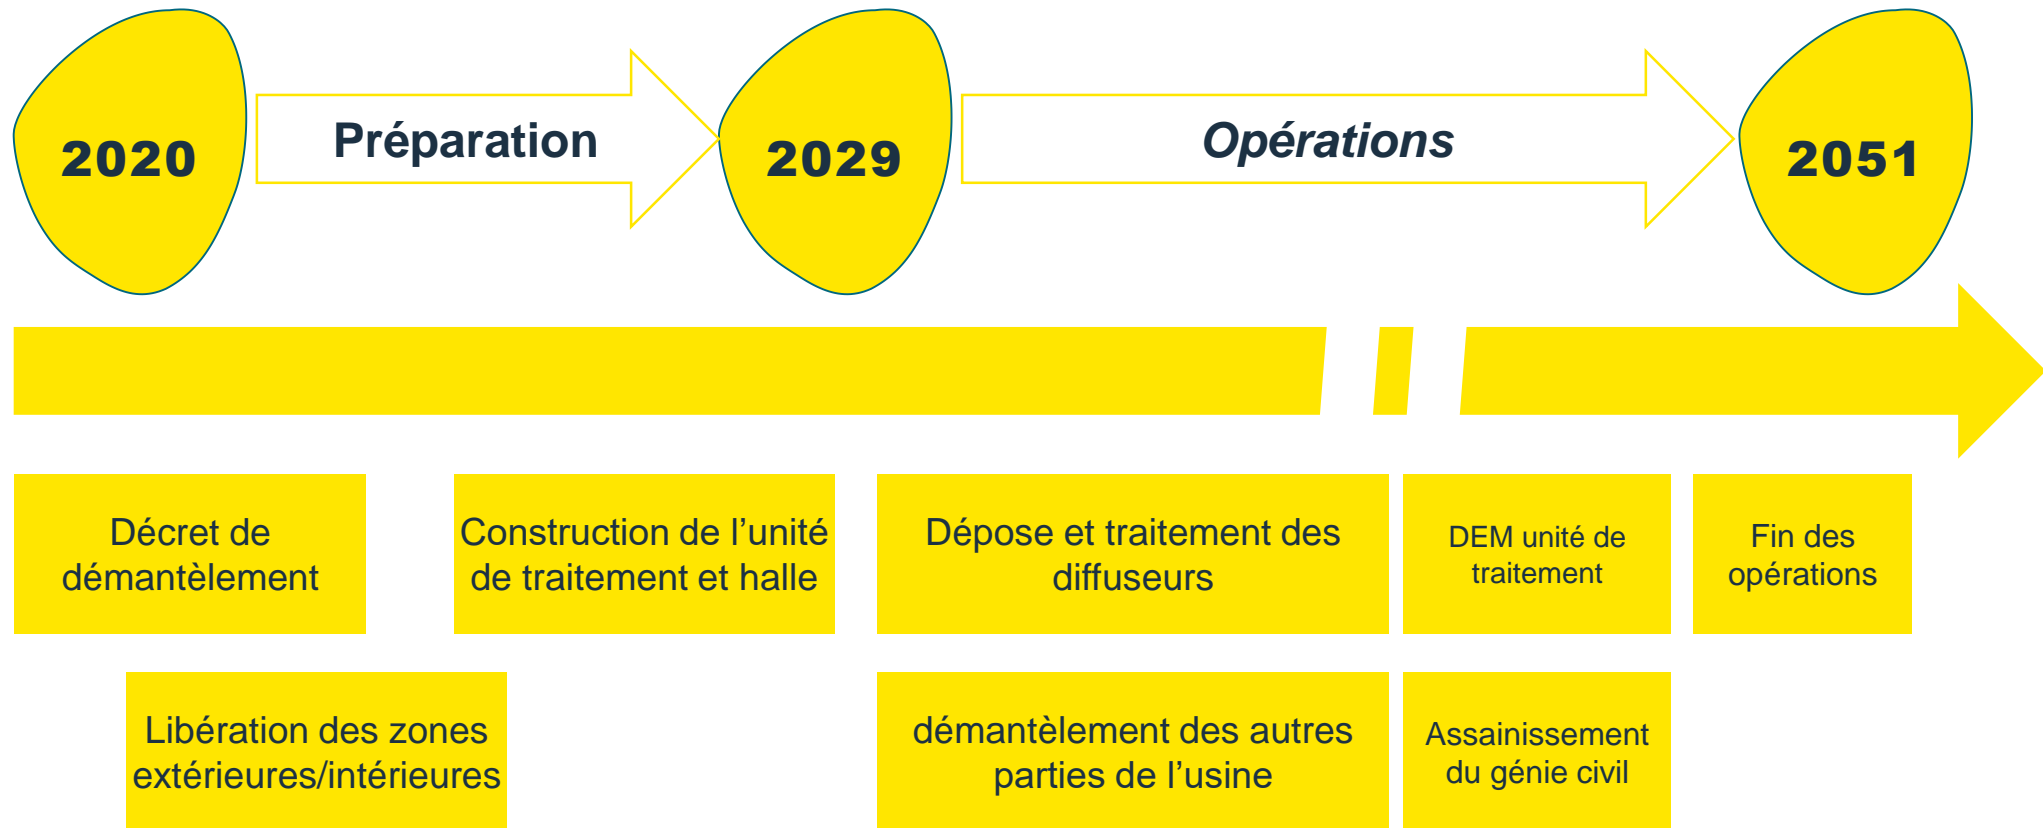 2020
Préparation
2029
Opérations
2051
Décret de
démantèlement
Construction de l’unité
de traitement et halle
Dépose et traitement des
diffuseurs
DEM unité de
traitement
Fin des
opérations
Libération des zones
extérieures/intérieures
démantèlement des autres
parties de l’usine
Assainissement
du génie civil